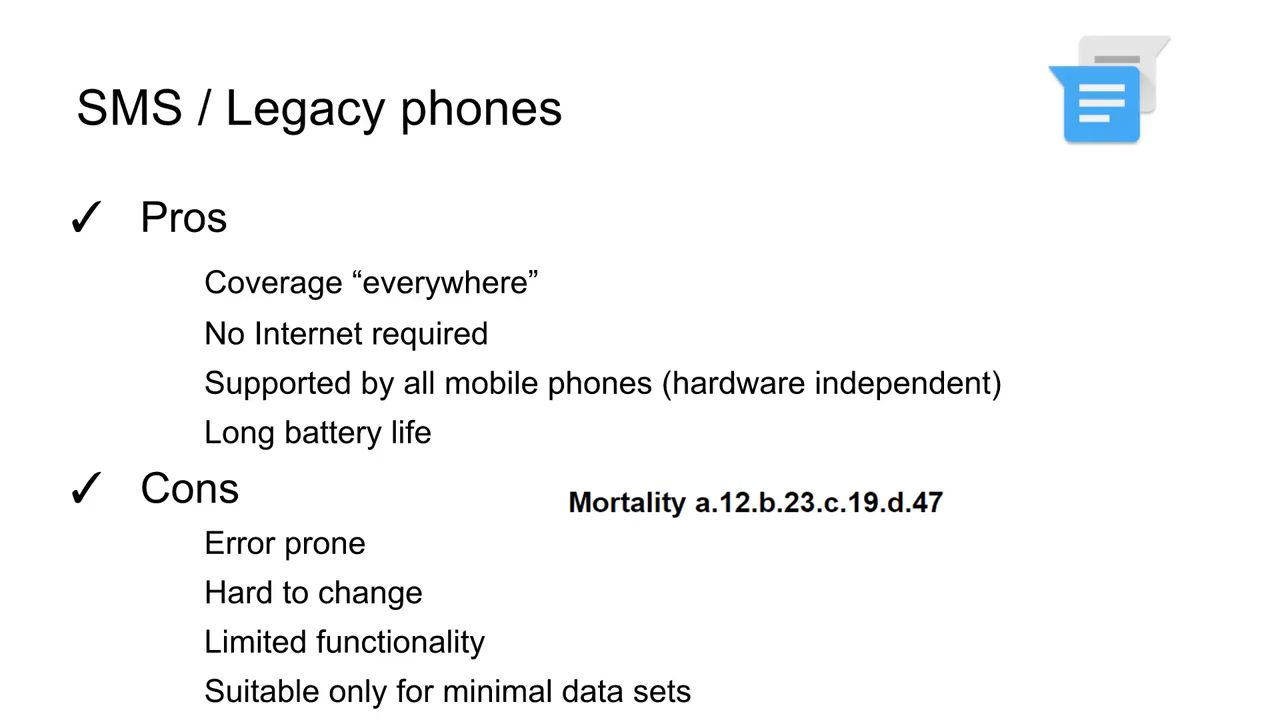 SMS / Legacy phones
✓ Pros
Coverage “everywhere”
No Internet required
Supported by all mobile phones (hardware independent)
Long battery life
✓ Cons
Mortality a.12.b.23.c.19.d.47
Error prone
Hard to change
Limited functionality
Suitable only for minimal data sets